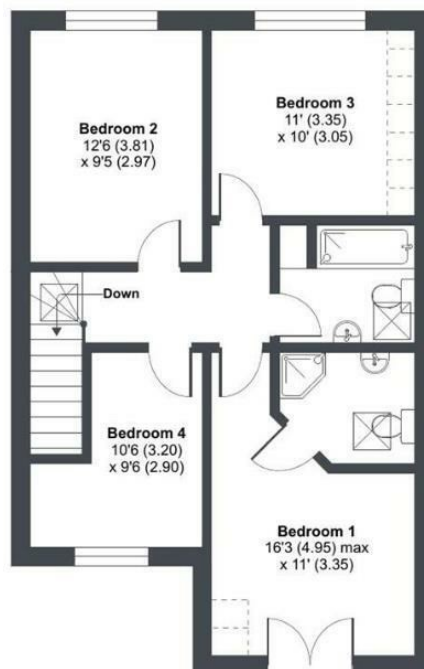 Bedroom 2
12'6 (3.81)
x 9'5 (2.97)
Bedroom 3
11' (3.35)
x 10' (3.05)
Down
Bedroom 4
10'6 (3.20)
x 9'6 (2.90)
Bedroom 1
16'3 (4.95) max
x 11' (3.35)